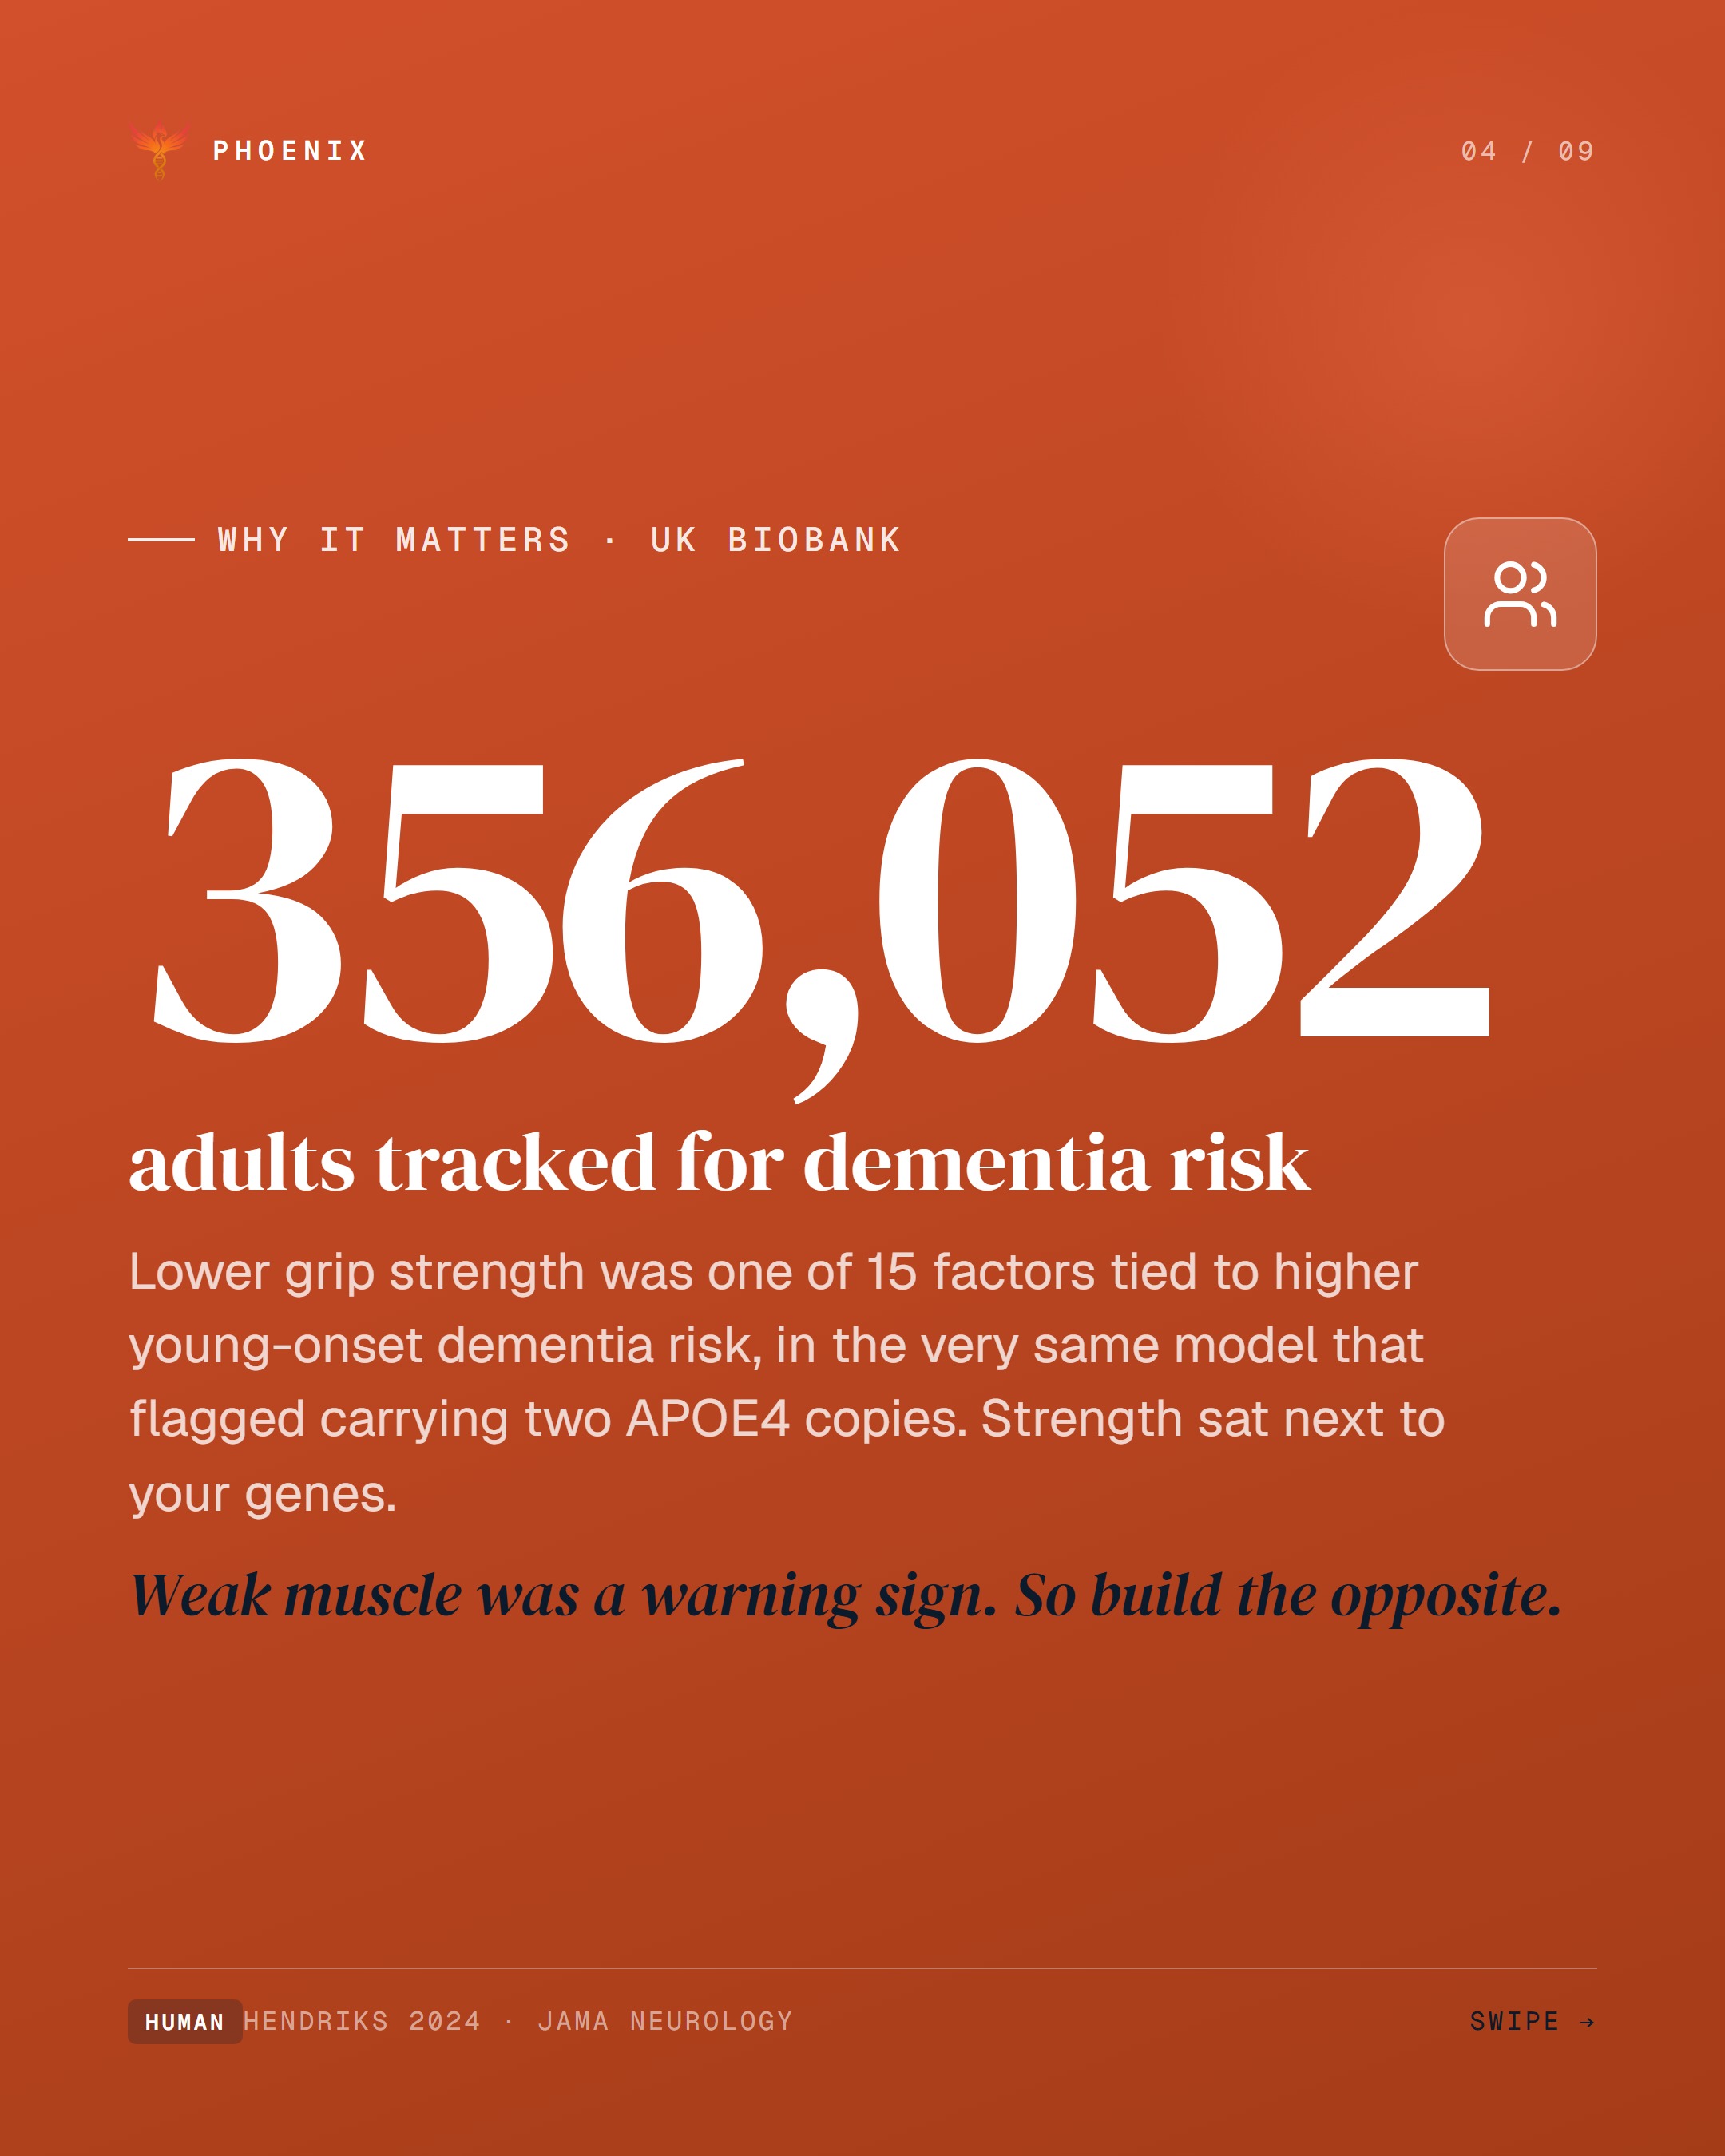 PHOENIX
04 / 09
WHY IT MATTERS · UK BIOBANK
356,052
adults tracked for dementia risk
Lower grip strength was one of 15 factors tied to higher
young-onset dementia risk, in the very same model that
flagged carrying two APOE4 copies. Strength sat next to
your genes.
Weak muscle was a warning sign. So build the opposite.
HUMAN HENDRIKS 2024 · JAMA NEUROLOGY
SWIPE →